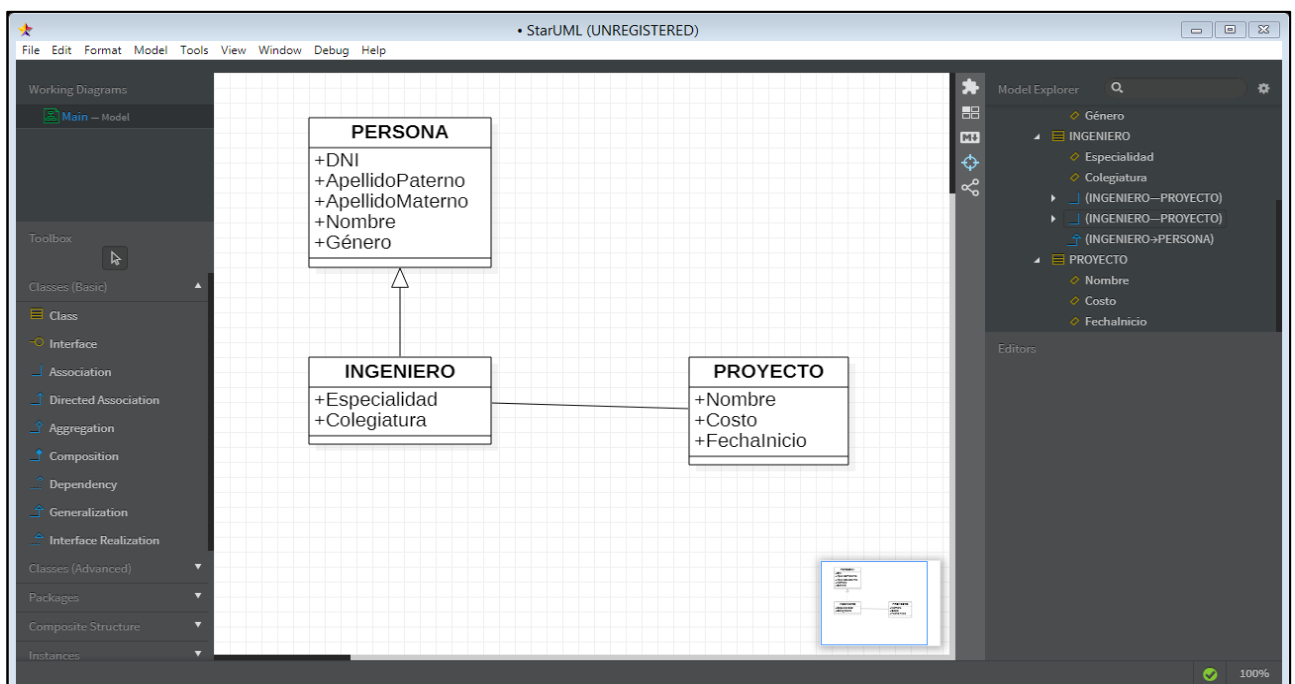 • StarUML (UNREGISTERED)
File Edit Format Model Tools View Window Debug Help
Working Diagrams
Main — Model
Toolbox
Classes (Basic)
Class
Interface
Association
Directed Association
Aggregation
Composition
Dependency
Generalization
Interface Realization
Classes (Advanced)
Packages
Composite Structure
Instances
PERSONA
+DNI
+ApellidoPaterno
+ApellidoMaterno
+Nombre
+Género
INGENIERO
+Especialidad
+Colegiatura
PROYECTO
+Nombre
+Costo
+FechaInicio
Model Explorer
Género
INGENIERO
Especialidad
Colegiatura
(INGENIERO—PROYECTO)
(INGENIERO—PROYECTO)
(INGENIERO→PERSONA)
PROYECTO
Nombre
Costo
FechaInicio
Editors
100%